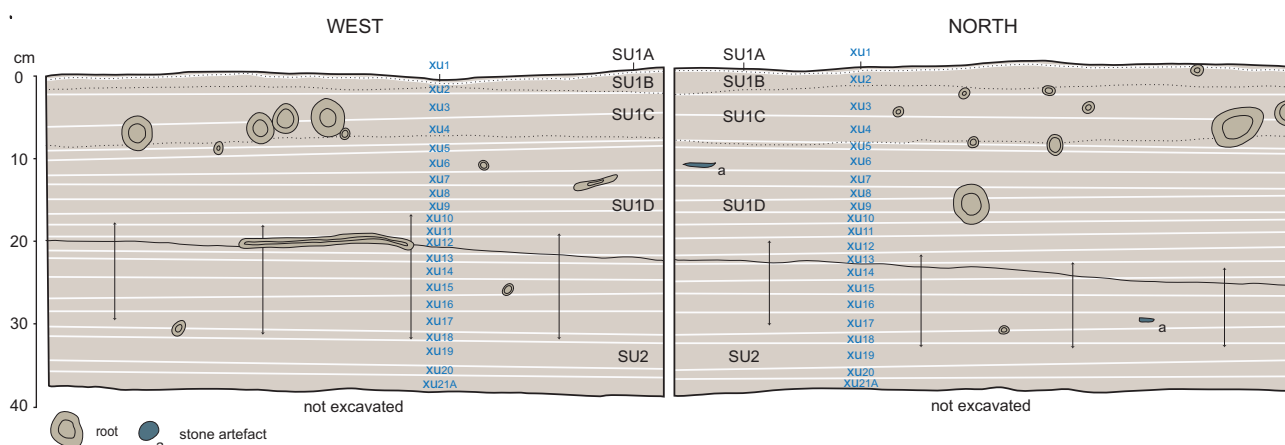 WEST
NORTH
cm
0
10
20
30
40
SU1A
SU1B
SU1C
SU1D
SU2
xu1
xu2
xu3
xu4
xu5
xu6
xu7
xu8
xu9
xu10
xu11
xu12
xu13
xu14
xu15
xu16
xu17
xu18
xu19
xu20
xu21A
not excavated
SU1A
SU1B
SU1C
SU1D
SU2
xu1
xu2
xu3
xu4
xu5
xu6
xu7
xu8
xu9
xu10
xu11
xu12
xu13
xu14
xu15
xu16
xu17
xu18
xu19
xu20
xu21A
a
a
not excavated
root
stone artefact
a